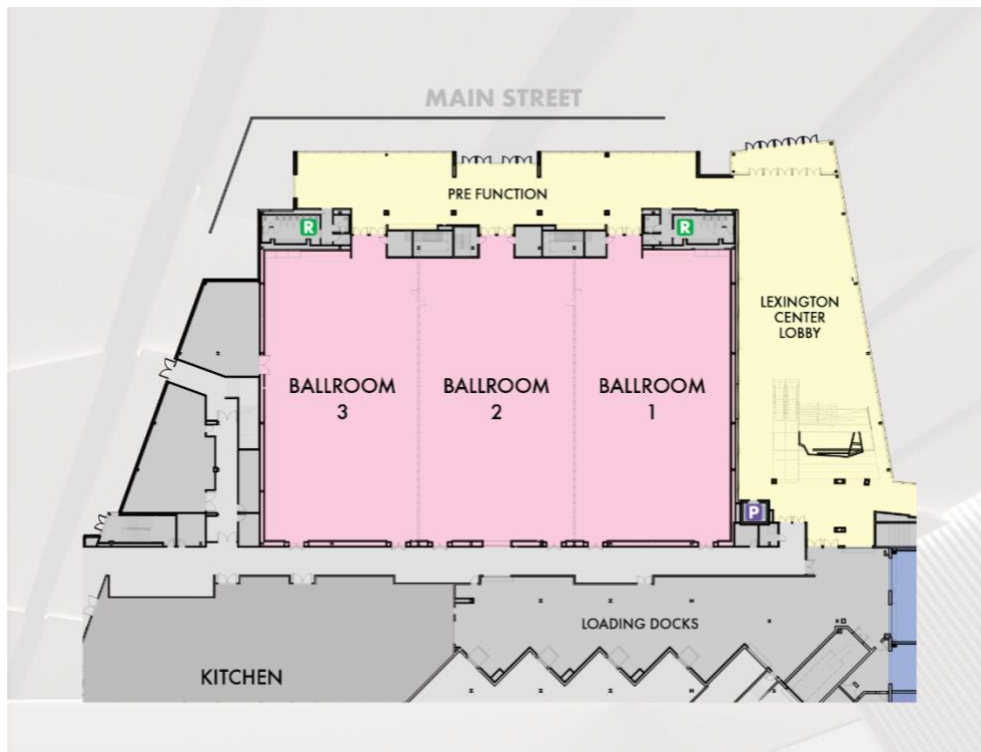 MAIN STREET
PRE FUNCTION
R
R
LEXINGTON
CENTER
LOBBY
BALLROOM
3
BALLROOM
2
BALLROOM
1
P
LOADING DOCKS
KITCHEN